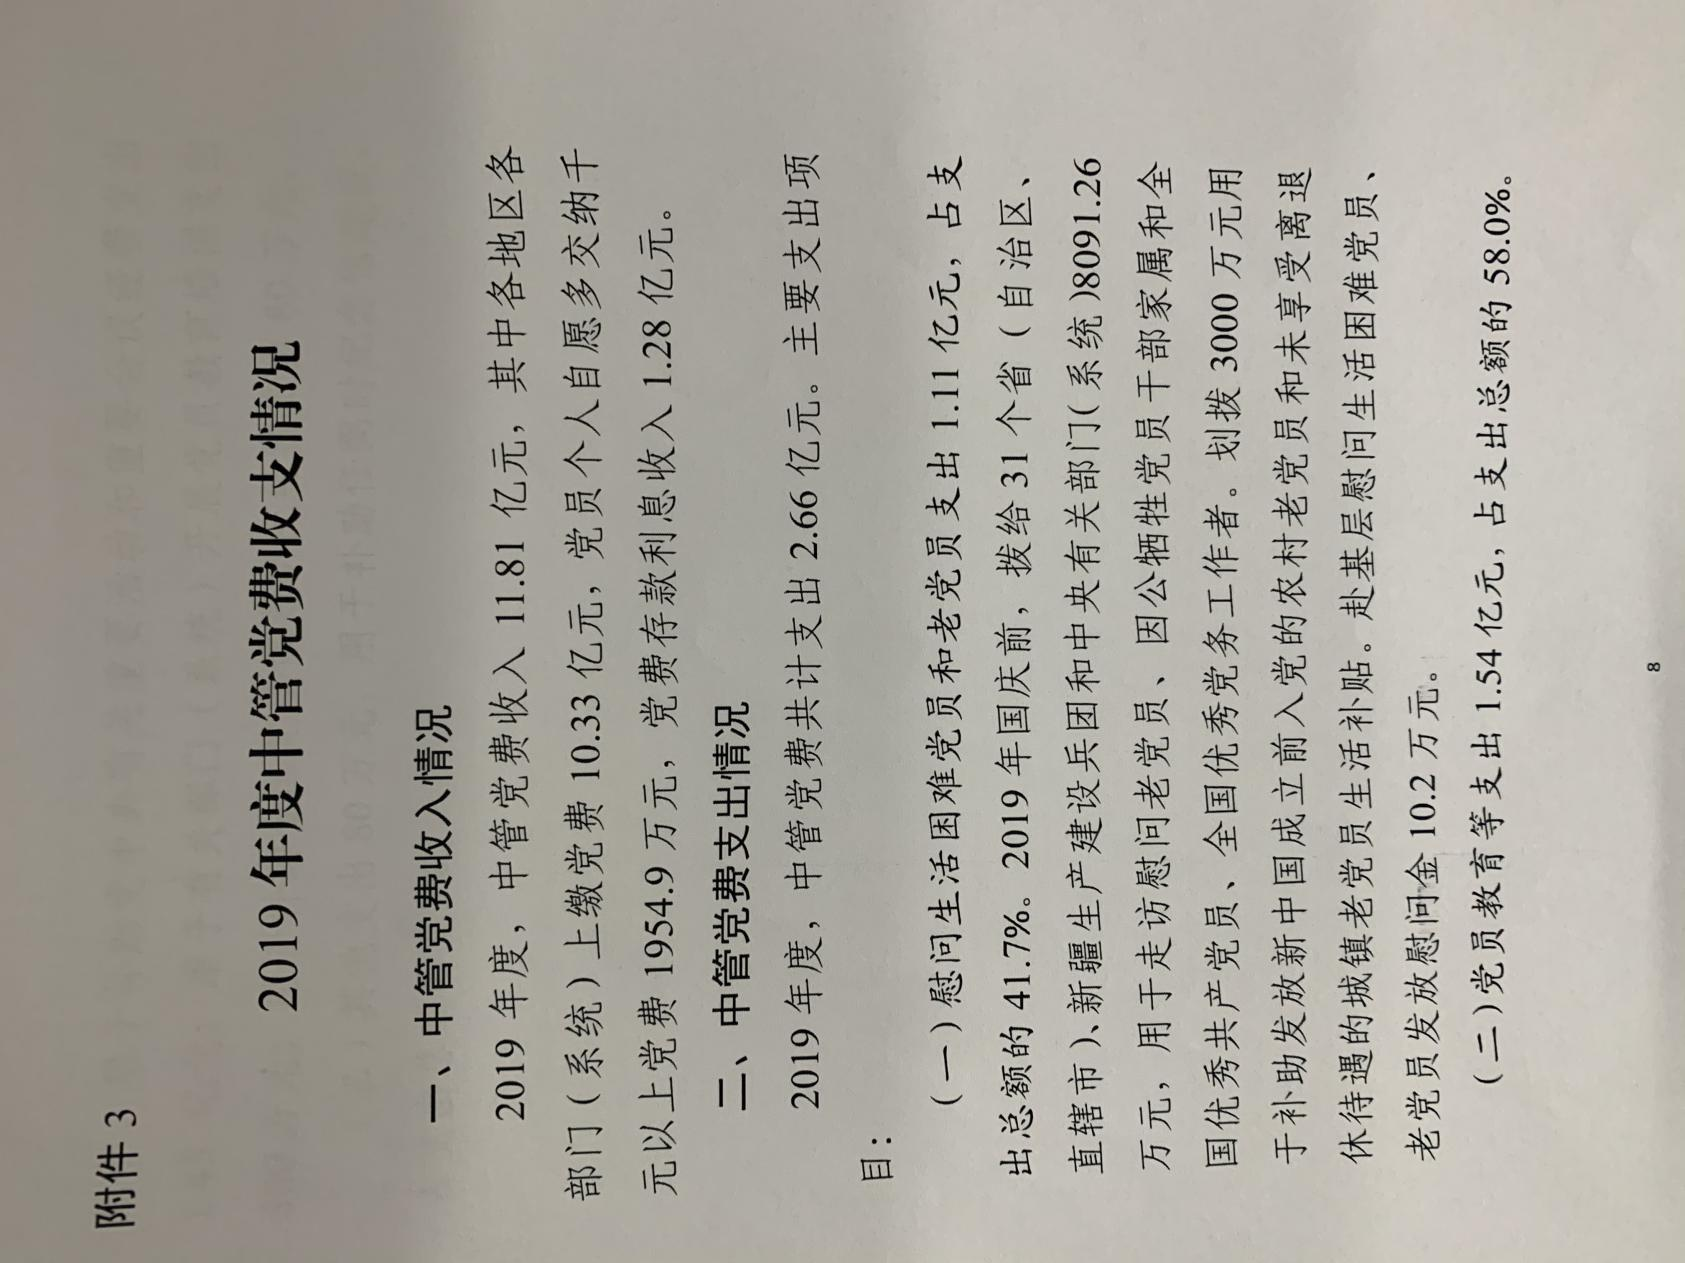 附件 3
2019 年度中管党费收支情况
一、中管党费收入情况
2019 年度，中管党费收入 11.81 亿元，其中各地区各
部门（系统）上缴党费 10.33 亿元，党员个人自愿多交纳千
元以上党费 1954.9 万元，党费存款利息收入 1.28 亿元。
二、中管党费支出情况
2019 年度，中管党费共计支出 2.66 亿元。主要支出项
目：
（一）慰问生活困难党员和老党员支出 1.11 亿元，占支
出总额的 41.7%。2019 年国庆前，拨给 31 个省（自治区、
直辖市）、新疆生产建设兵团和中央有关部门（系统）8091.26
万元，用于走访慰问老党员、因公牺牲党员干部家属和全
国优秀共产党员、全国优秀党务工作者。划拨 3000 万元用
于补助发放新中国成立前入党的农村老党员和未享受离退
休待遇的城镇老党员生活补贴。赴基层慰问生活困难党员、
老党员发放慰问金 10.2 万元。
（二）党员教育等支出 1.54 亿元，占支出总额的 58.0%。
8